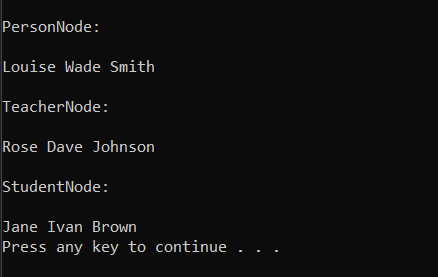 PersonNode:
Louise Wade Smith
TeacherNode:
Rose Dave Johnson
StudentNode:
Jane Ivan Brown
Press any key to continue . . .